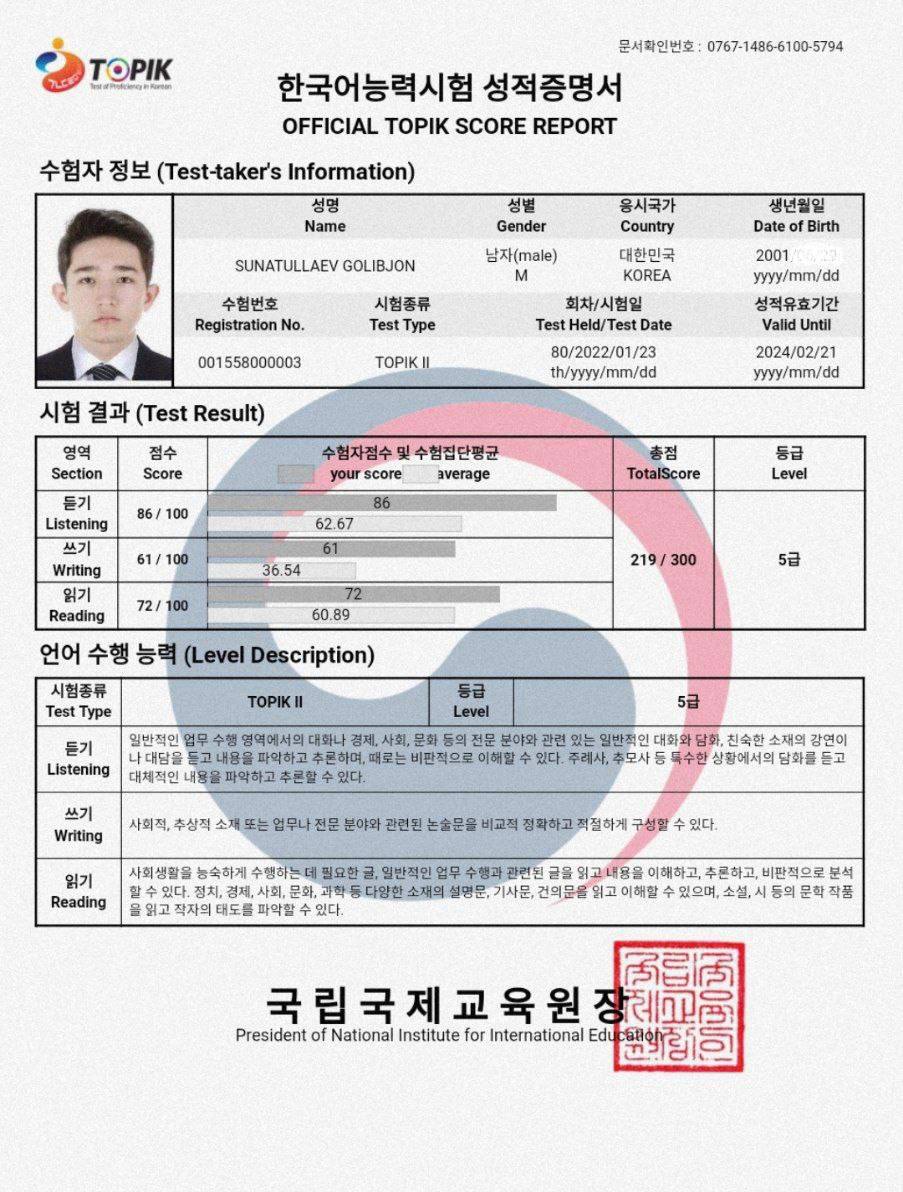 문서확인번호 : 0767-1486-6100-5794
TOPIK
Test of Proficiency in Korean
한국어능력시험 성적증명서
OFFICIAL TOPIK SCORE REPORT
수험자 정보 (Test-taker's Information)
성명 성별 응시국가 생년월일
Name Gender Country Date of Birth
SUNATULLAEV GOLIBJON 남자(male) 대한민국 2001/
M KOREA yyyy/mm/dd
수험번호 시험종류 회차/시험일 성적유효기간
Registration No. Test Type Test Held/Test Date Valid Until
001558000003 TOPIK II 80/2022/01/23 2024/02/21
th/yyyy/mm/dd yyyy/mm/dd
시험 결과 (Test Result)
영역 점수 수험자점수 및 수험집단평균 총점 등급
Section Score your score average TotalScore Level
듣기 86
Listening 86 / 100 62.67
쓰기 61
Writing 61 / 100 36.54 219 / 300 5급
읽기 72
Reading 72 / 100 60.89
언어 수행 능력 (Level Description)
시험종류 TOPIK II 등급 5급
Test Type Level
듣기
Listening
일반적인 업무 수행 영역에서의 대화나 경제, 사회, 문화 등의 전문 분야와 관련 있는 일반적인 대화와 담화, 친숙한 소재의 강연이
나 대담을 듣고 내용을 파악하고 추론하며, 때로는 비판적으로 이해할 수 있다. 주례사, 추모사 등 특수한 상황에서의 담화를 듣고
대체적인 내용을 파악하고 추론할 수 있다.
쓰기
Writing
사회적, 추상적 소재 또는 업무나 전문 분야와 관련된 논술문을 비교적 정확하고 적절하게 구성할 수 있다.
읽기
Reading
사회생활을 능숙하게 수행하는 데 필요한 글, 일반적인 업무 수행과 관련된 글을 읽고 내용을 이해하고, 추론하고, 비판적으로 분석
할 수 있다. 정치, 경제, 사회, 문화, 과학 등 다양한 소재의 설명문, 기사문, 건의문을 읽고 이해할 수 있으며, 소설, 시 등의 문학 작품
을 읽고 작자의 태도를 파악할 수 있다.
국립국제교육원장
President of National Institute for International Education